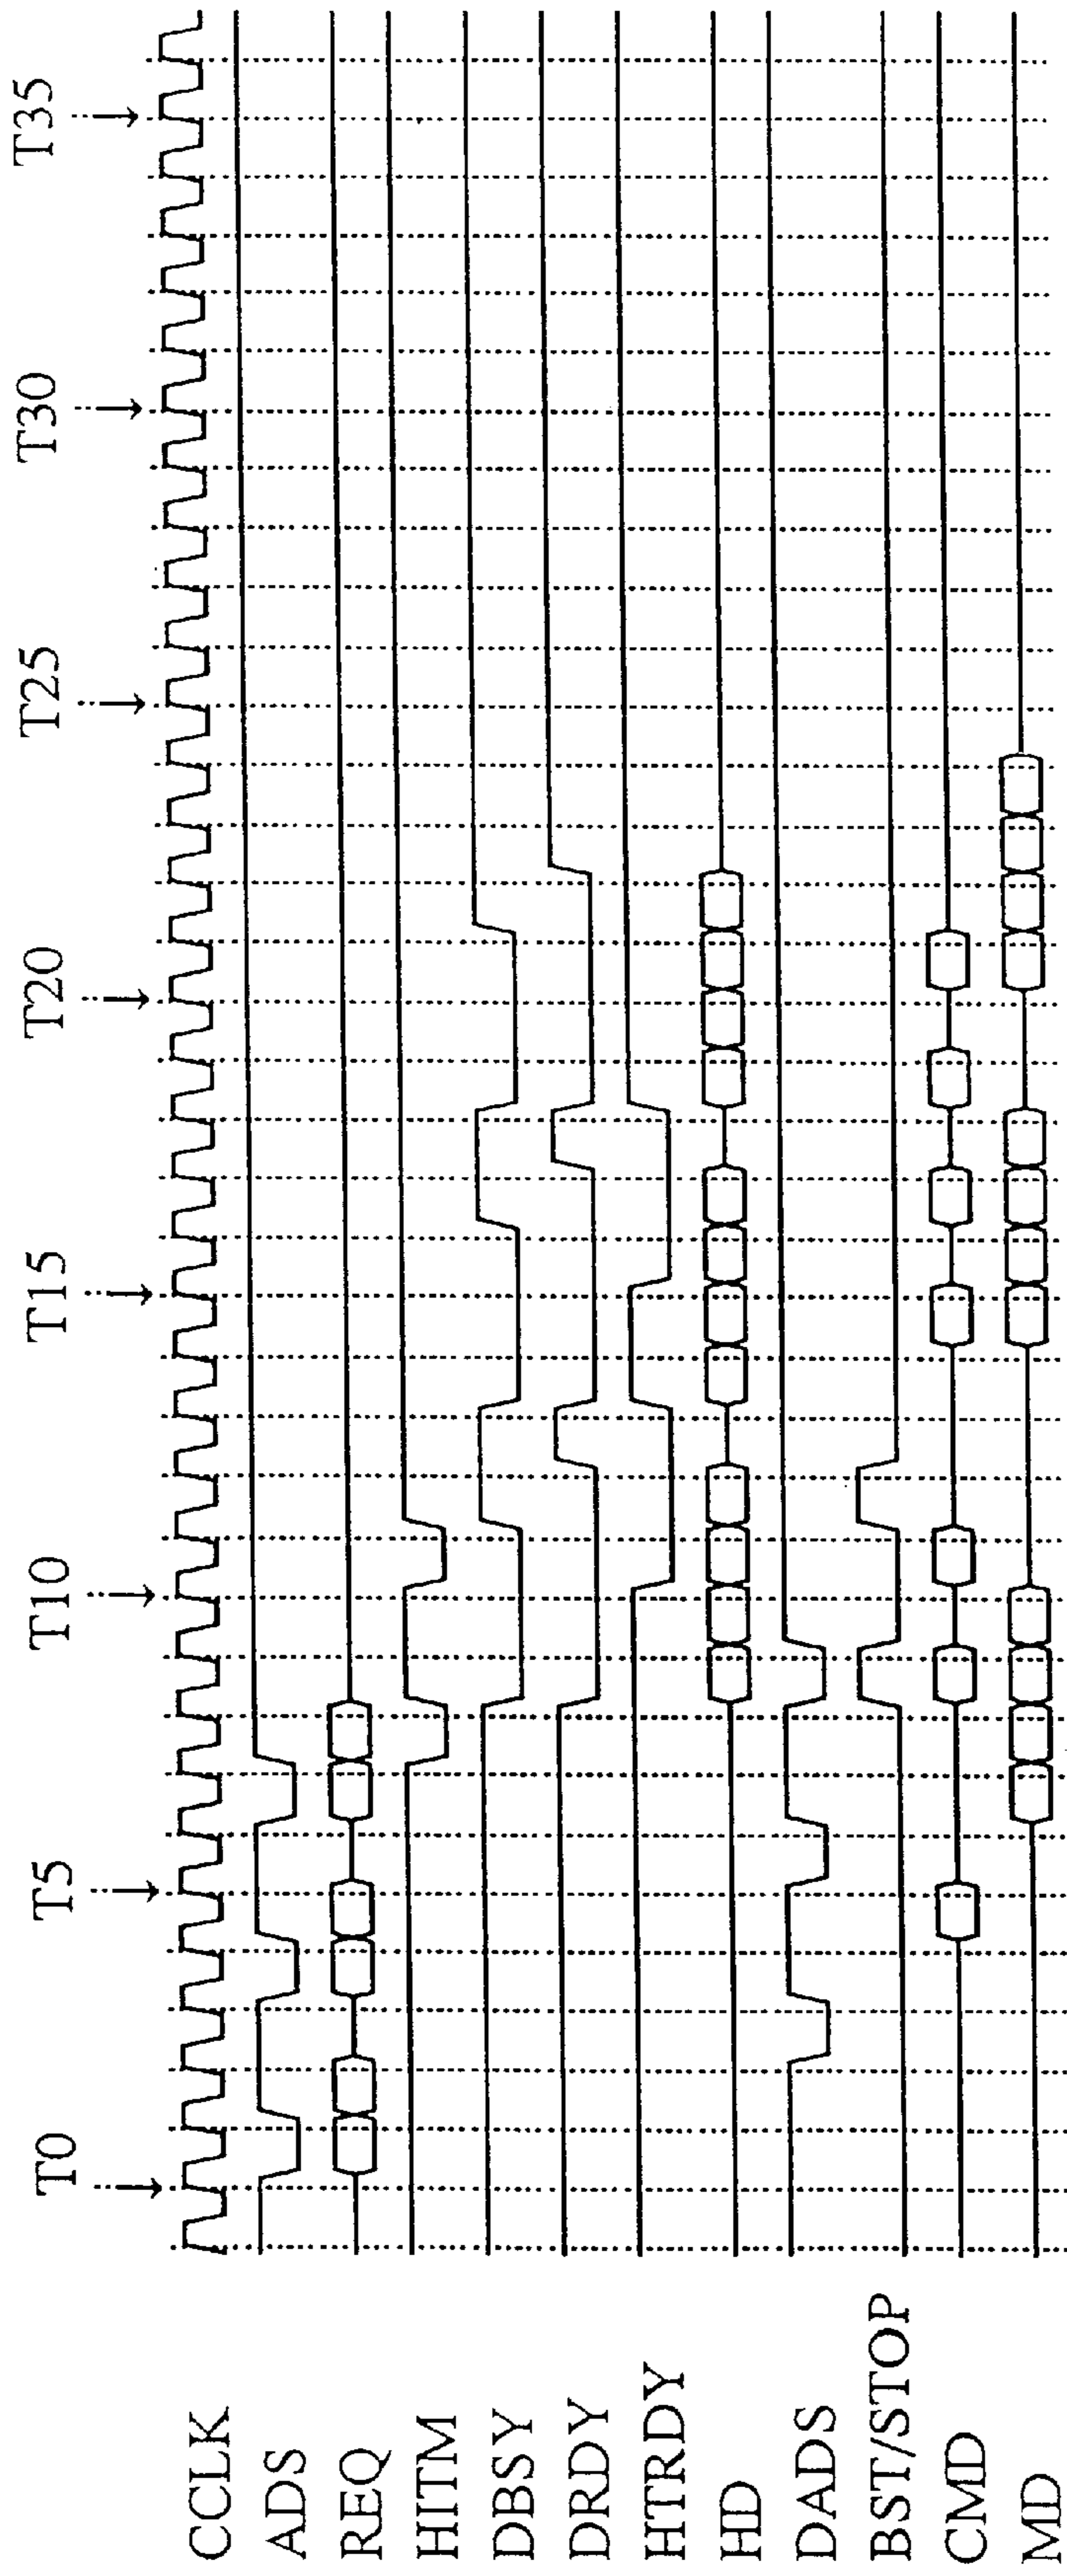 T0 T5 T10 T15 T20 T25 T30 T35
CCLK
ADS
REQ
HITM
DBSY
DRDY
HTRDY
HD
DADS
BST/STOP
CMD
MD